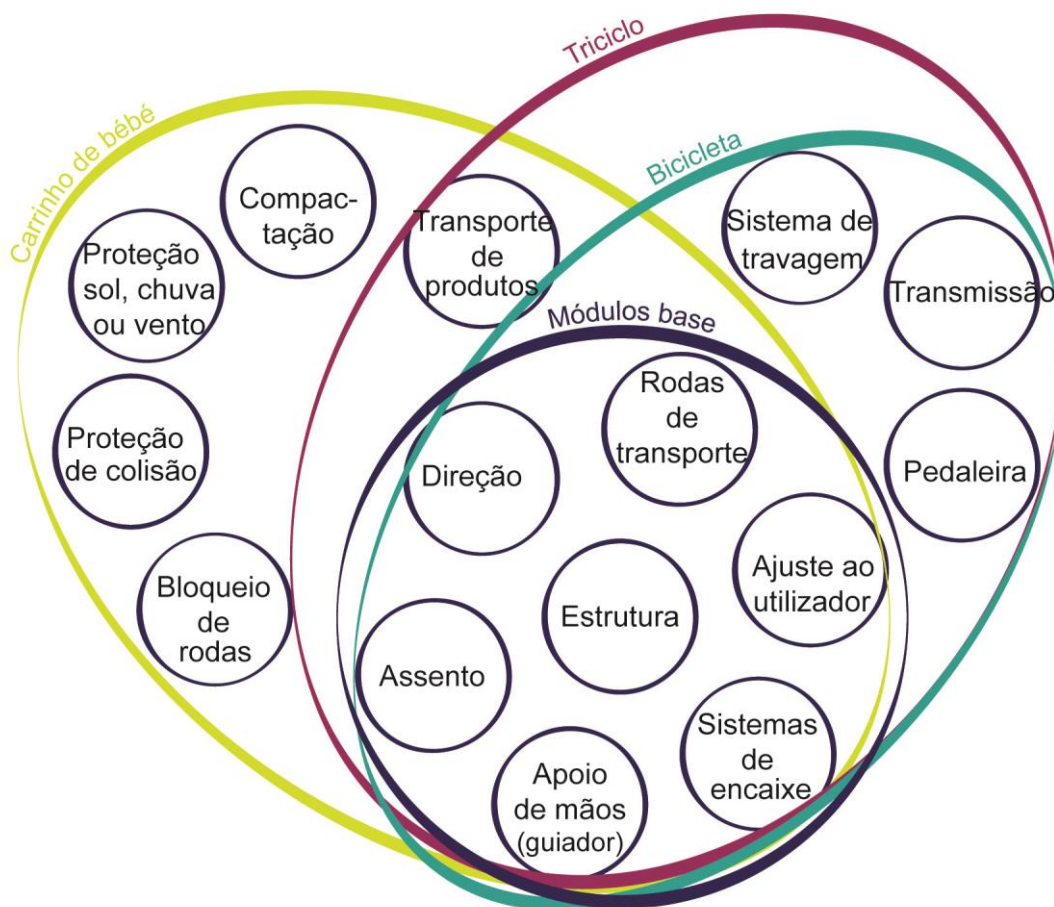 Triciclo
Carrinho de bébé
Bicicleta
Compac-
tação
Transporte
de
produtos
Sistema de
travagem
Proteção
sol, chuva
ou vento
Transmissão
Módulos base
Rodas
de
transporte
Proteção
de colisão
Direção
Pedaleira
Ajuste ao
utilizador
Bloqueio
de
rodas
Estrutura
Assento
Sistemas
de
encaixe
Apoio
de mãos
(guiador)